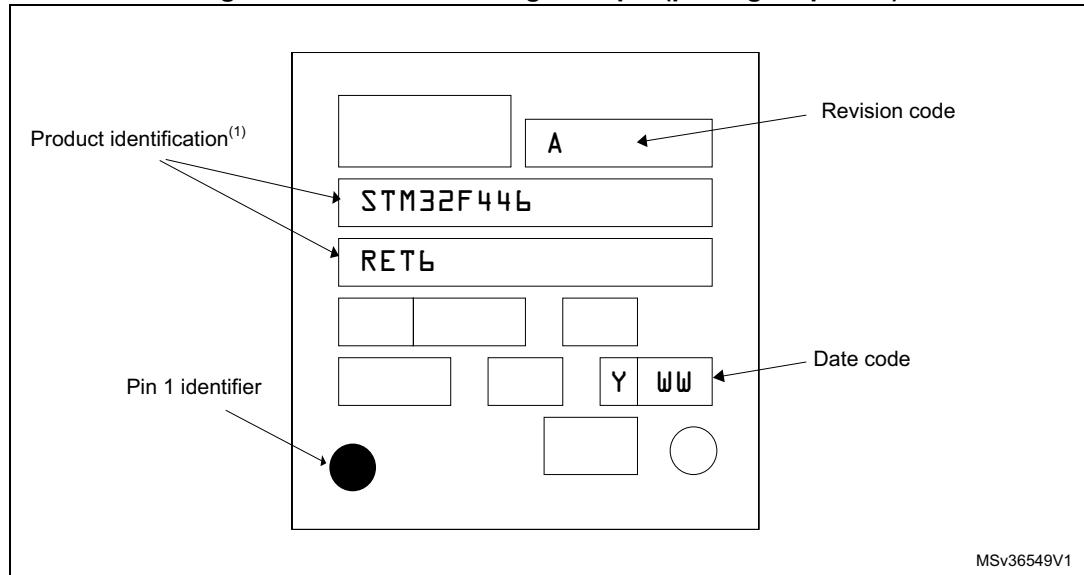 Revision code
A
Product identification(1)
STM32F446
RET6
Y WW
Date code
Pin 1 identifier
MSv36549V1